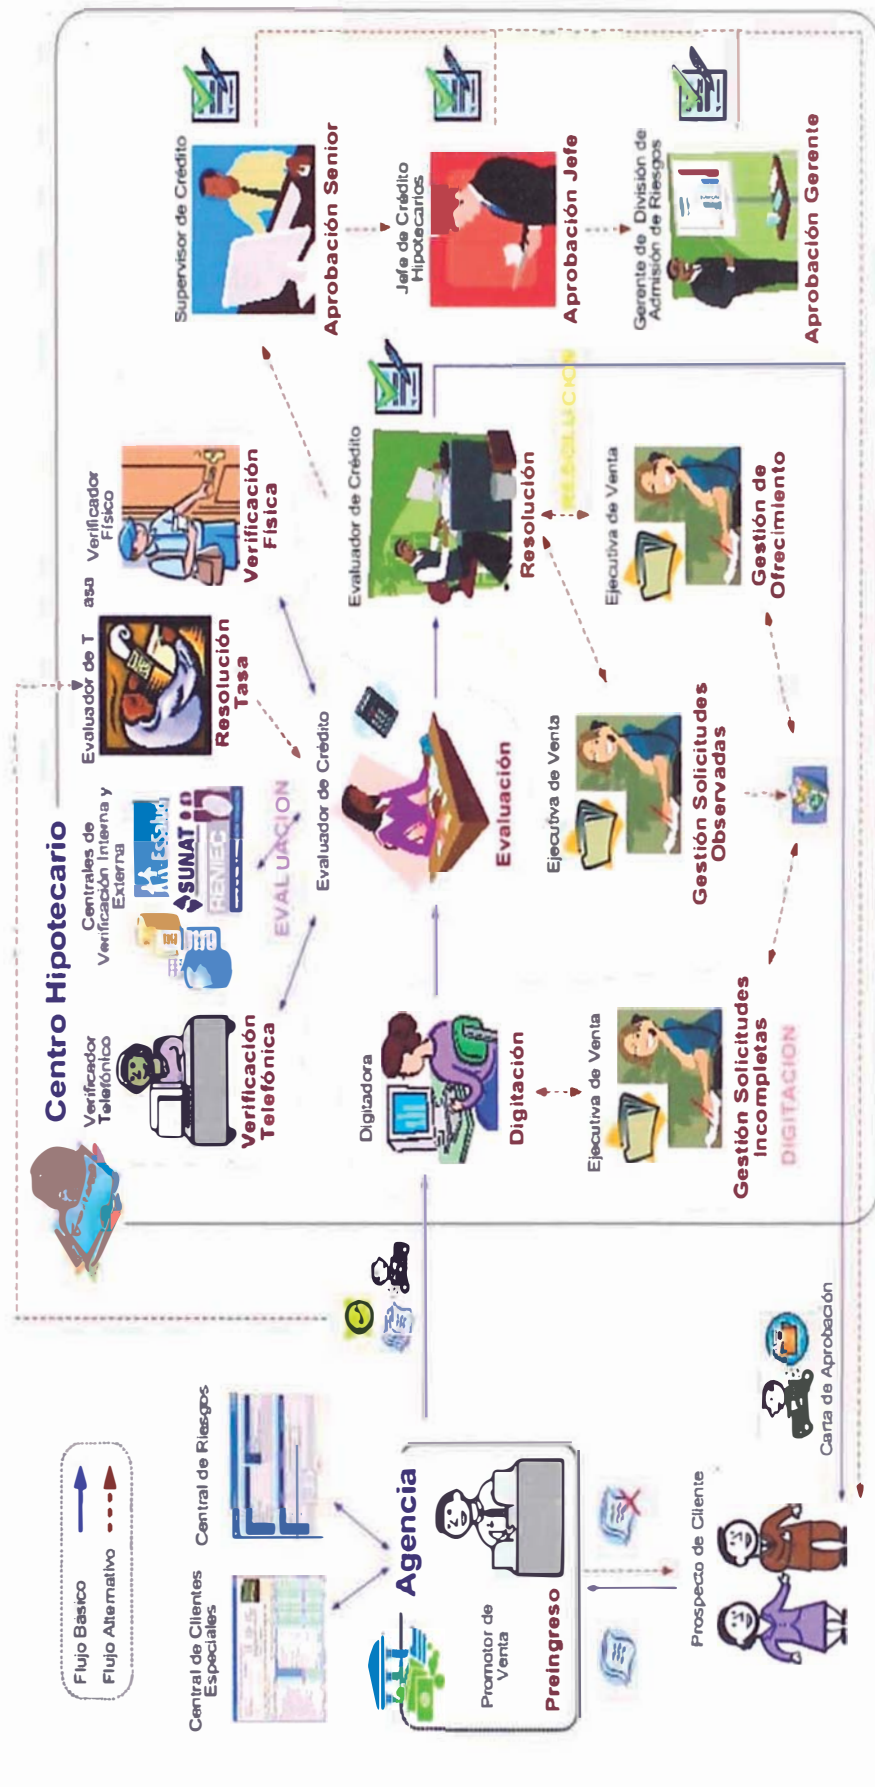 Flujo Básico
Flujo Alternativo
Central de Clientes
Especiales
Central de Riesgos
Agencia
Promotor de
Venta
Preingreso
Prospecto de Cliente
Carta de Aprobación
Centro Hipotecario
Verificador
Telefónico
Verificación
Telefónica
Centrales de
Verificación Interna y
Externa
EsSalud
SUNAT
RENIEC
Evaluador de T asa
Resolución
Tasa
Verificador
Físico
Verificación
Física
EVALUACION
Digitadora
Digitación
Evaluador de Crédito
Evaluación
Evaluador de Crédito
Resolución
RESOLUCION
Ejecutiva de Venta
Gestión Solicitudes
Incompletas
DIGITACION
Ejecutiva de Venta
Gestión Solicitudes
Observadas
Ejecutiva de Venta
Gestión de
Ofrecimiento
Supervisor de Crédito
Aprobación Senior
Jefe de Crédito
Hipotecarios
Aprobación Jefe
Gerente de División de
Admisión de Riesgos
Aprobación Gerente